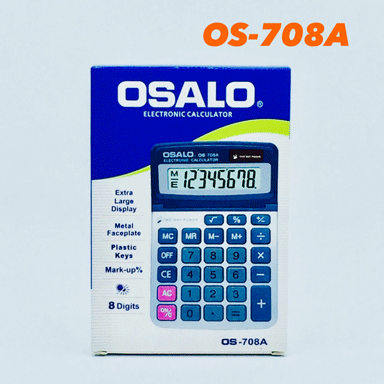 OS-708A
OSALO®
ELECTRONIC CALCULATOR
OSALO OS-708A
ELECTRONIC CALCULATOR
M
E
12345678.
Extra
Large
Display
Metal
Faceplate
Plastic
Keys
Mark-up%
8 Digits
√ % +/-
MC MR M− M+ ÷
OFF 7 8 9 ×
CE 4 5 6 −
AC 1 2 3 +
ON/C 0 . =
OS-708A